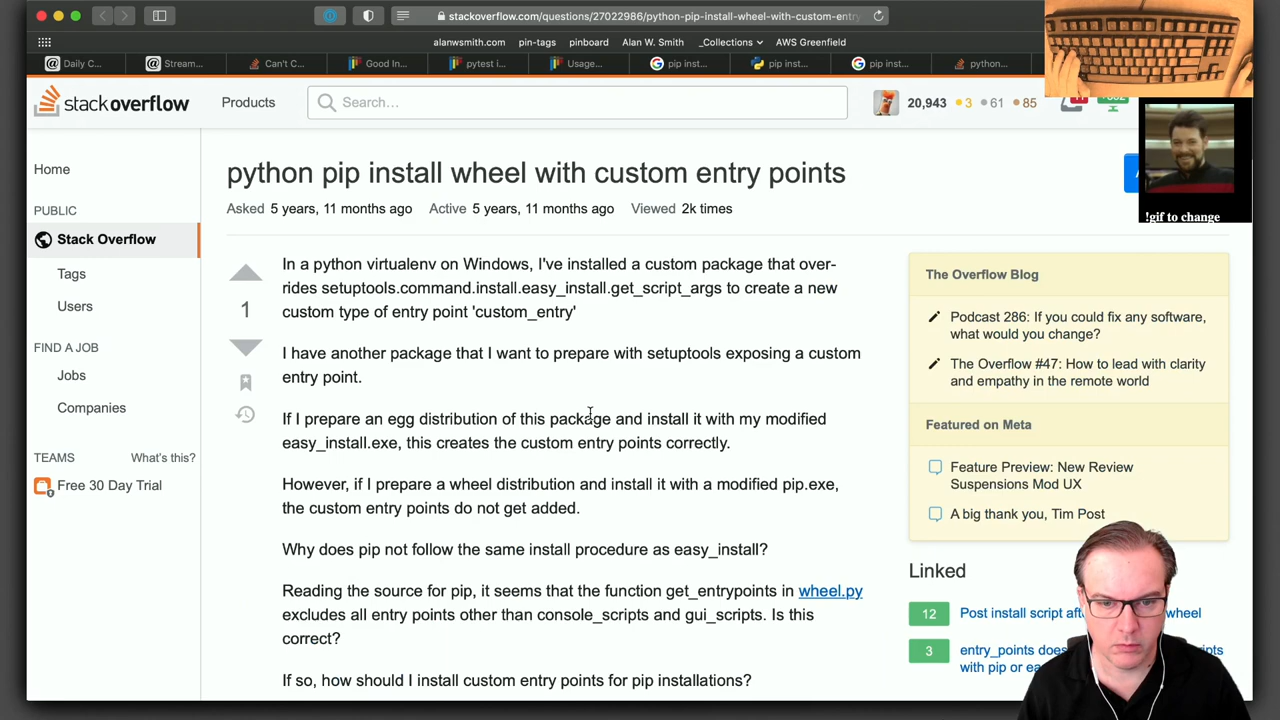 stackoverflow.com/questions/27022986/python-pip-install-wheel-with-custom-entry-
alanwsmith.com pin-tags pinboard Alan W. Smith _Collections AWS Greenfield
Daily C... Stream... Can't C... Good In... pytest i... Usage... pip inst... pip inst... pip inst... python...
stackoverflow Products Search... 20,943 3 61 85
Home
PUBLIC
Stack Overflow
Tags
Users
FIND A JOB
Jobs
Companies
TEAMS What's this?
Free 30 Day Trial
python pip install wheel with custom entry points
Asked 5 years, 11 months ago Active 5 years, 11 months ago Viewed 2k times
1
In a python virtualenv on Windows, I've installed a custom package that over-
rides setuptools.command.install.easy_install.get_script_args to create a new
custom type of entry point 'custom_entry'
I have another package that I want to prepare with setuptools exposing a custom
entry point.
If I prepare an egg distribution of this package and install it with my modified
easy_install.exe, this creates the custom entry points correctly.
However, if I prepare a wheel distribution and install it with a modified pip.exe,
the custom entry points do not get added.
Why does pip not follow the same install procedure as easy_install?
Reading the source for pip, it seems that the function get_entrypoints in wheel.py
excludes all entry points other than console_scripts and gui_scripts. Is this
correct?
If so, how should I install custom entry points for pip installations?
!gif to change
The Overflow Blog
Podcast 286: If you could fix any software,
what would you change?
The Overflow #47: How to lead with clarity
and empathy in the remote world
Featured on Meta
Feature Preview: New Review
Suspensions Mod UX
A big thank you, Tim Post
Linked
12 Post install script wheel
3 entry_points
with pip or